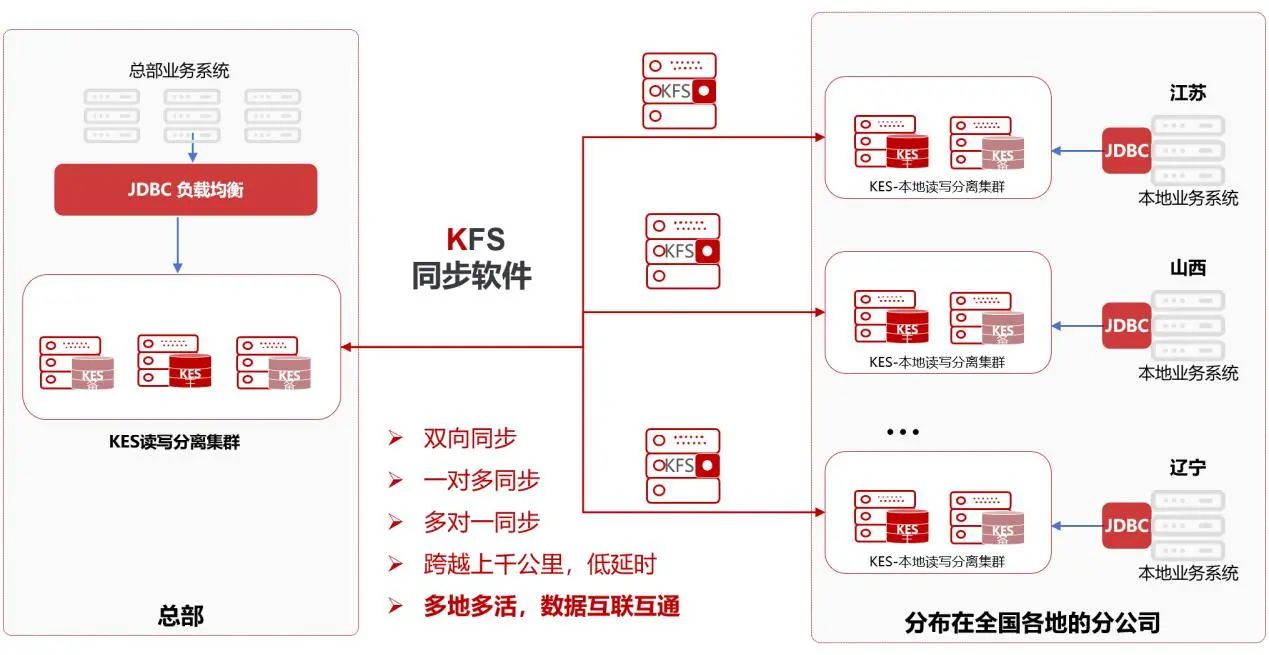 总部业务系统
JDBC 负载均衡
KES
备
KES
主
KES
备
KES读写分离集群
总部
KFS
同步软件
双向同步
一对多同步
多对一同步
跨越上千公里，低延时
多地多活，数据互联互通
KFS
KFS
KFS
KES
主
KES
备
KES-本地读写分离集群
JDBC
江苏
本地业务系统
KES
主
KES
备
KES-本地读写分离集群
JDBC
山西
本地业务系统
•••
KES
主
KES
备
KES-本地读写分离集群
JDBC
辽宁
本地业务系统
分布在全国各地的分公司